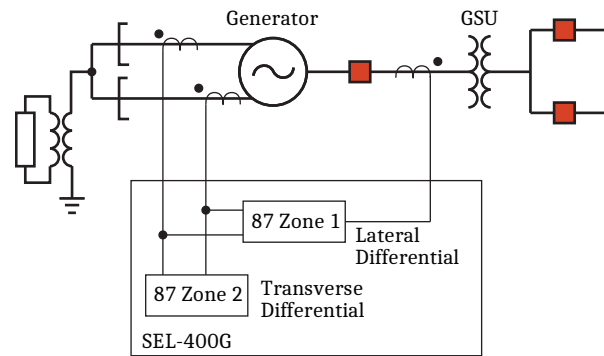 Generator
GSU
87 Zone 1
Lateral
Differential
87 Zone 2
Transverse
Differential
SEL-400G